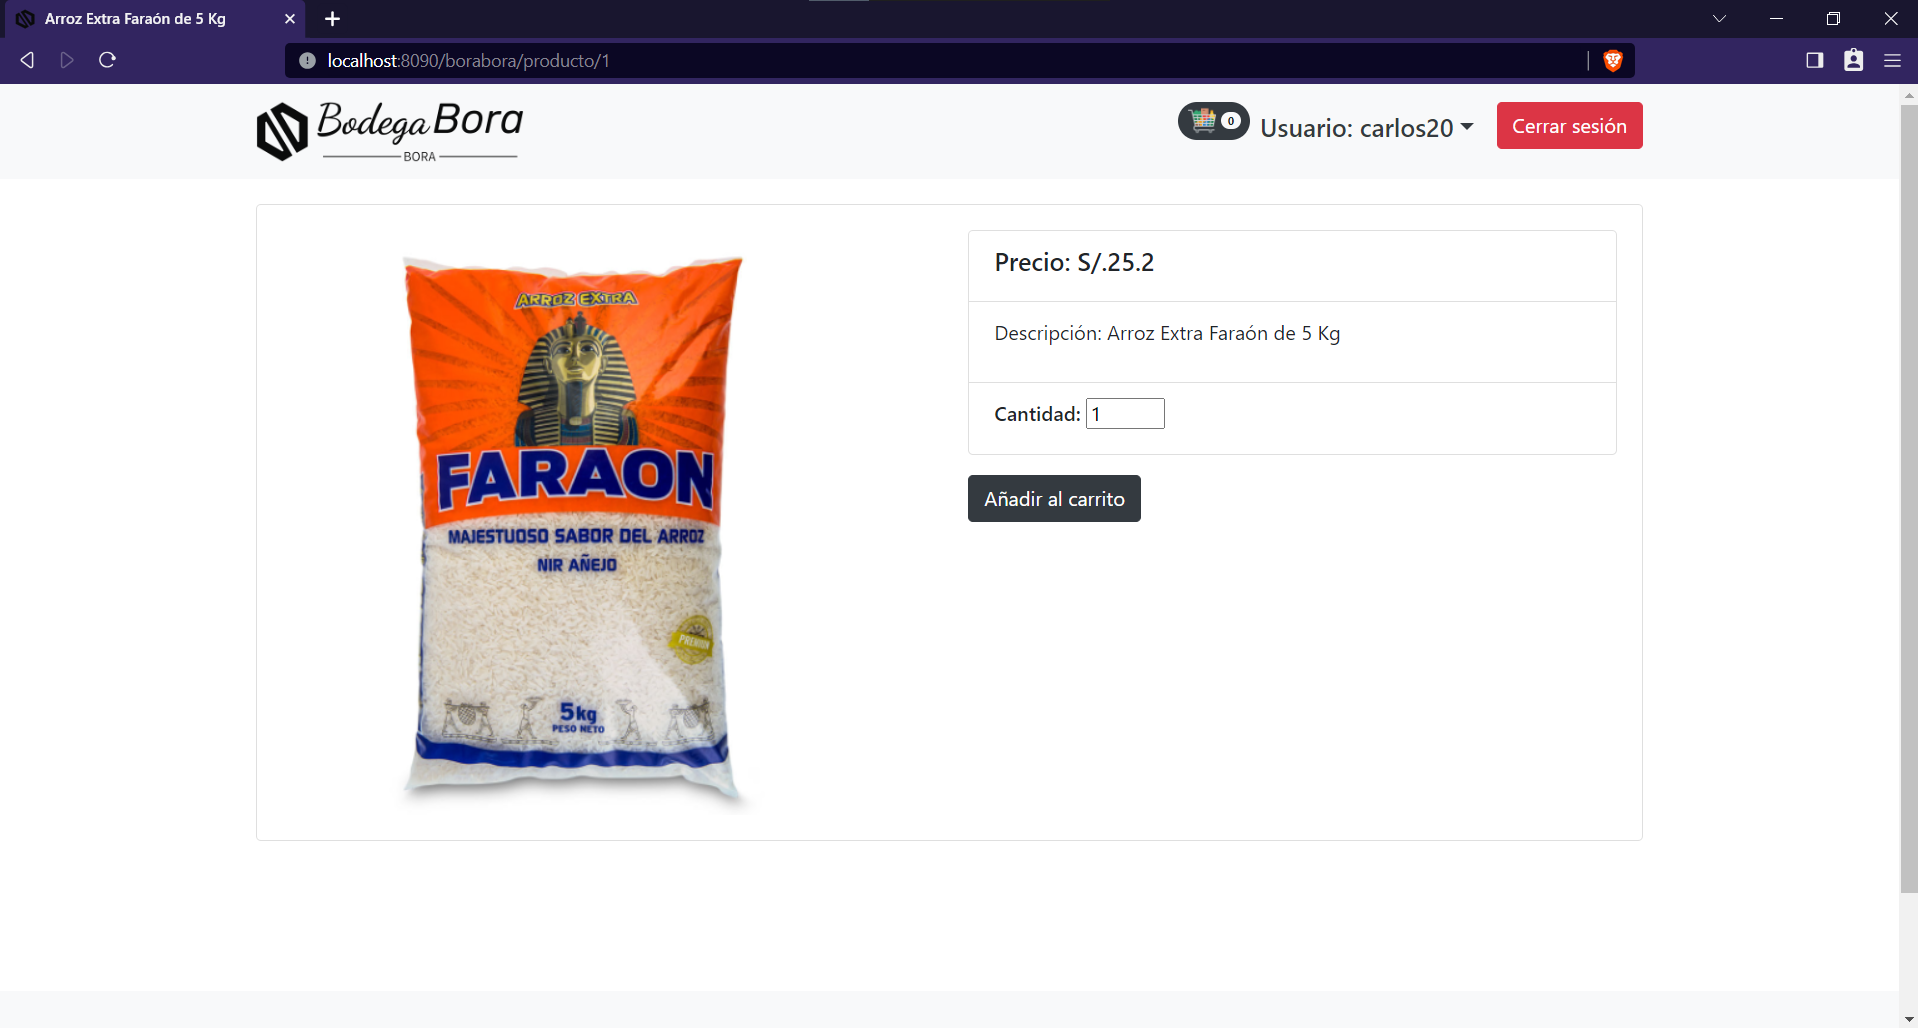 Arroz Extra Faraón de 5 Kg
localhost:8090/borabora/producto/1
Bodega Bora
BORA
0
Usuario: carlos20
Cerrar sesión
ARROZ EXTRA
FARAON
MAJESTUOSO SABOR DEL ARROZ
NIR AÑEJO
PREMIUM
5kg
PESO NETO
Precio: S/.25.2
Descripción: Arroz Extra Faraón de 5 Kg
Cantidad: 1
Añadir al carrito